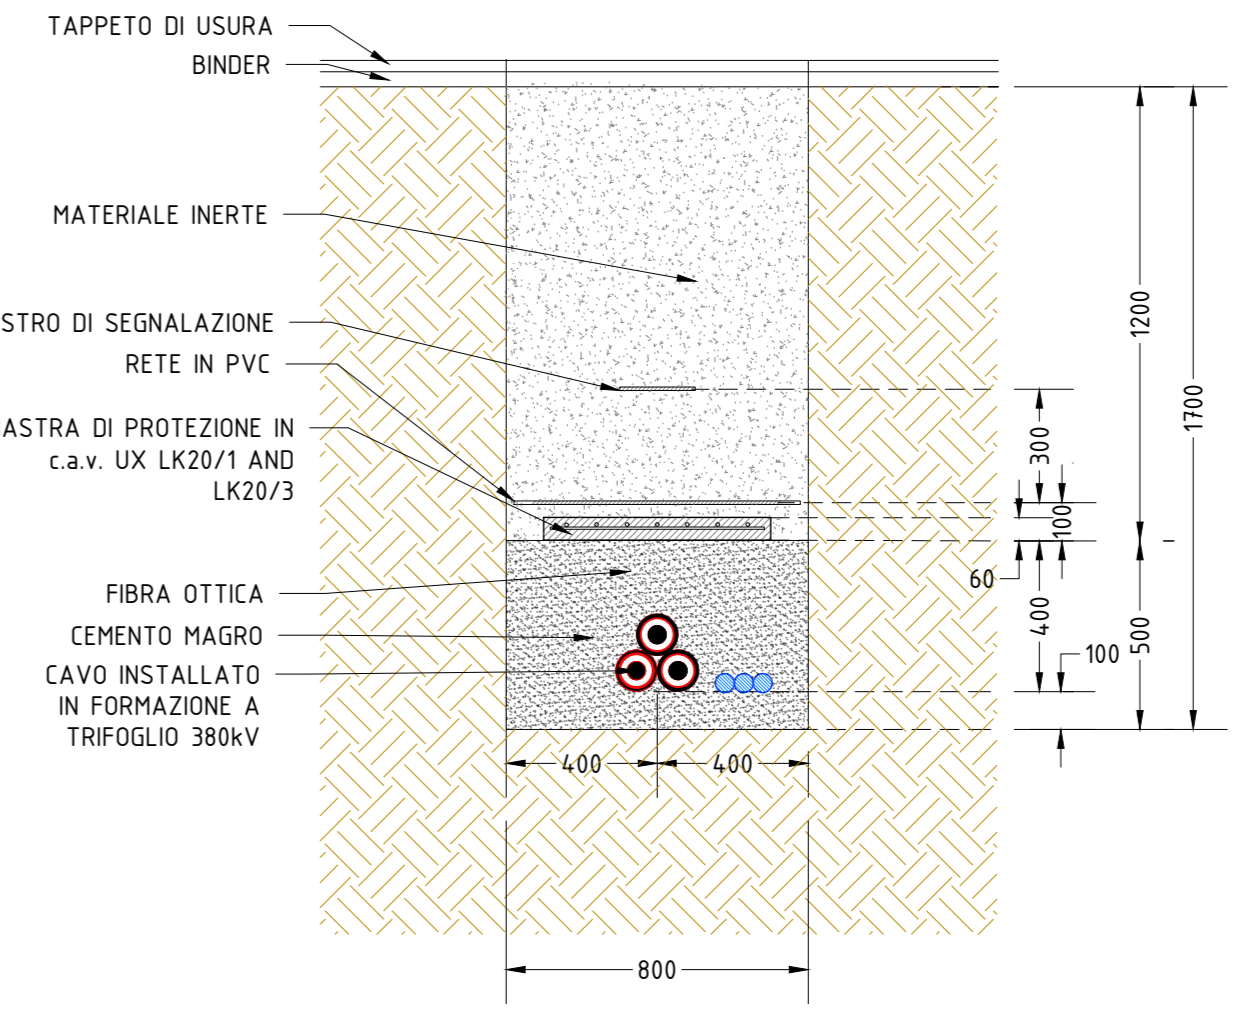 TAPPETO DI USURA
BINDER
MATERIALE INERTE
STRO DI SEGNALAZIONE
RETE IN PVC
IASTRA DI PROTEZIONE IN
c.a.v. UX LK20/1 AND
LK20/3
FIBRA OTTICA
CEMENTO MAGRO
CAVO INSTALLATO
IN FORMAZIONE A
TRIFOGLIO 380kV
1200
1700
300
100
60
400
500
100
400
400
800